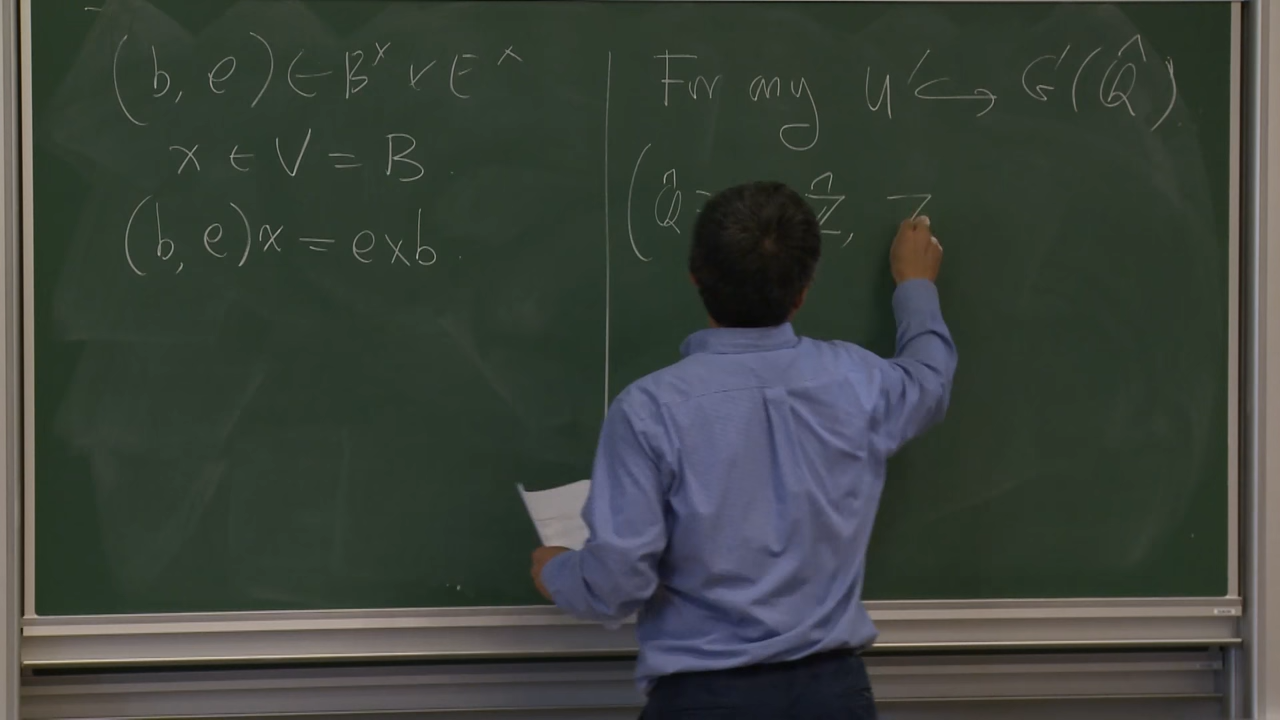 (b, e) ∈ B^× × E^×
x ∈ V = B.
(b, e)x = exb.
For any U' ↪ G'(Q̂).
(Q̂ = Ẑ, Z